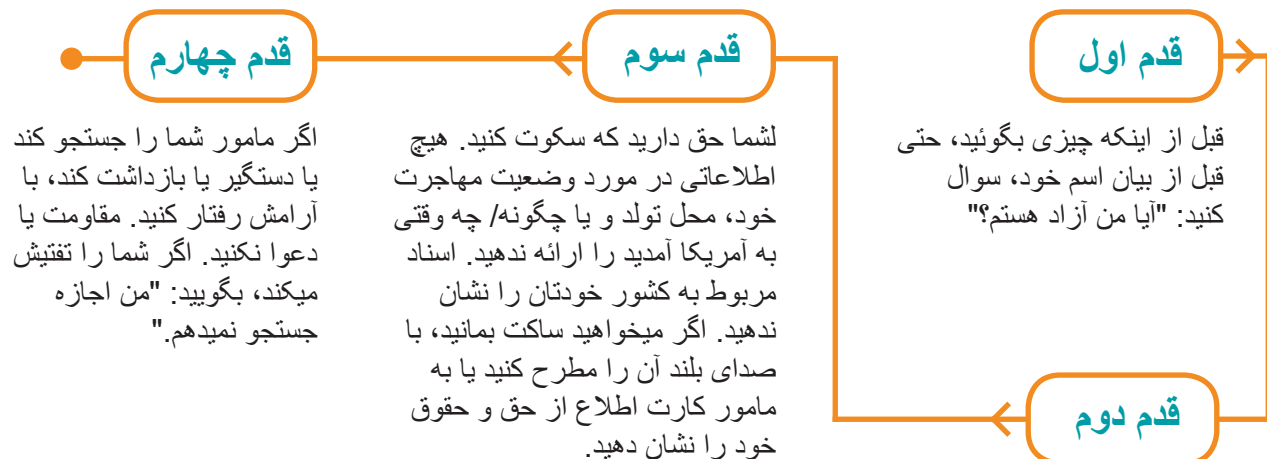 قدم اول
قبل از اینکه چیزی بگوئید، حتی
قبل از بیان اسم خود، سوال
کنید: "آیا من آزاد هستم؟"
قدم دوم
قدم سوم
لشما حق دارید که سکوت کنید. هیچ
اطلاعاتی در مورد وضعیت مهاجرت
خود، محل تولد و یا چگونه/ چه وقتی
به آمریکا آمدید را ارائه ندهید. اسناد
مربوط به کشور خودتان را نشان
ندهید. اگر میخواهید ساکت بمانید، با
صدای بلند آن را مطرح کنید یا به
مامور کارت اطلاع از حق و حقوق
خود را نشان دهید.
قدم چهارم
اگر مامور شما را جستجو کند
یا دستگیر یا بازداشت کند، با
آرامش رفتار کنید. مقاومت یا
دعوا نکنید. اگر شما را تفتیش
میکند، بگویید: "من اجازه
جستجو نمیدهم."